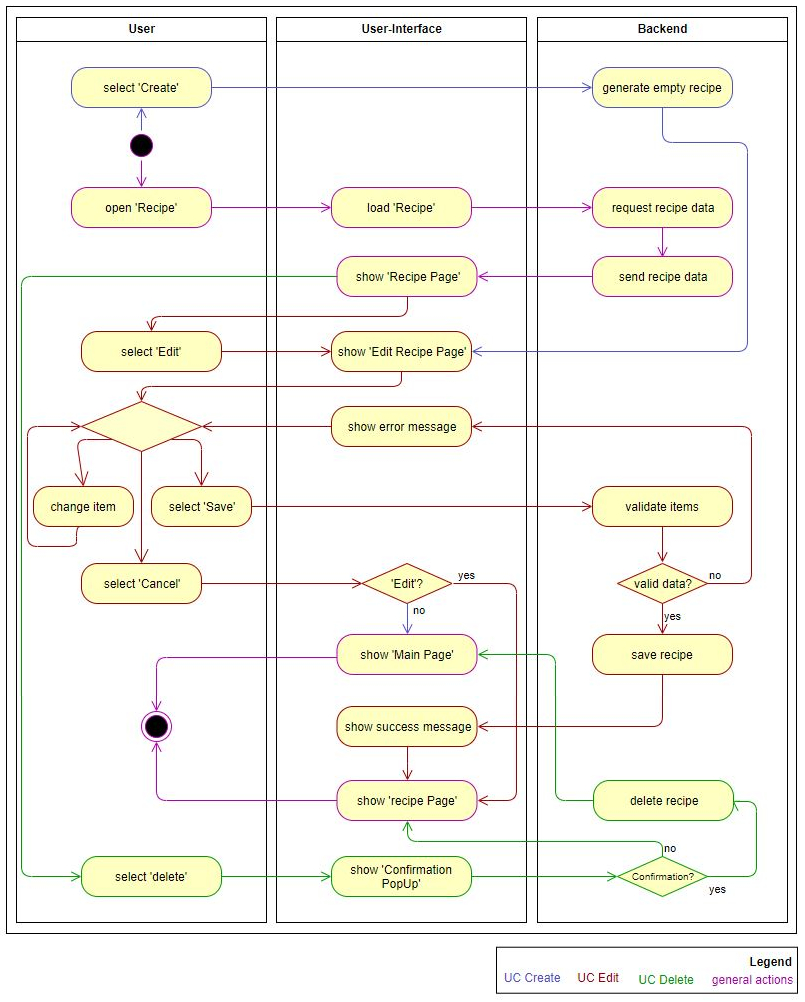 User
User-Interface
Backend
select 'Create'
generate empty recipe
open 'Recipe'
load 'Recipe'
request recipe data
show 'Recipe Page'
send recipe data
select 'Edit'
show 'Edit Recipe Page'
show error message
change item
select 'Save'
validate items
select 'Cancel'
'Edit'?
yes
valid data?
no
no
yes
show 'Main Page'
save recipe
show success message
show 'recipe Page'
delete recipe
no
select 'delete'
show 'Confirmation
PopUp'
Confirmation?
yes
Legend
UC Create
UC Edit
UC Delete
general actions